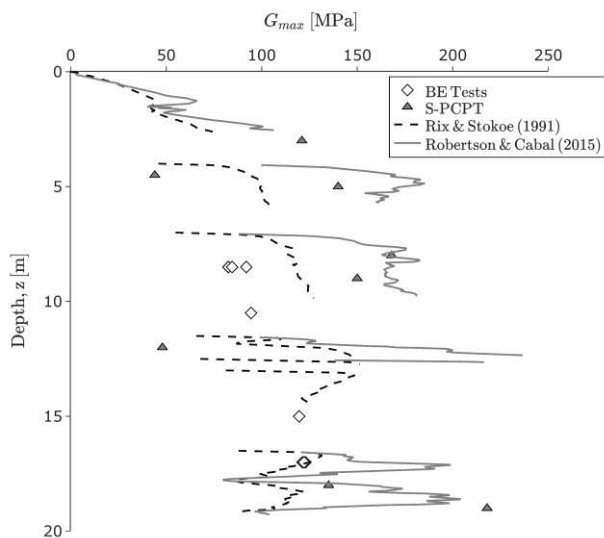 G_max [MPa]
0 50 100 150 200 250
0
5
10
15
20
Depth, z [m]
BE Tests
S-PCPT
Rix & Stokoe (1991)
Robertson & Cabal (2015)